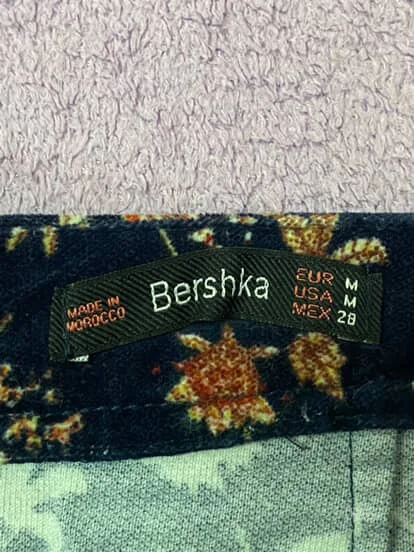 MADE IN
MOROCCO
Bershka
EUR M
USA M
MEX 28